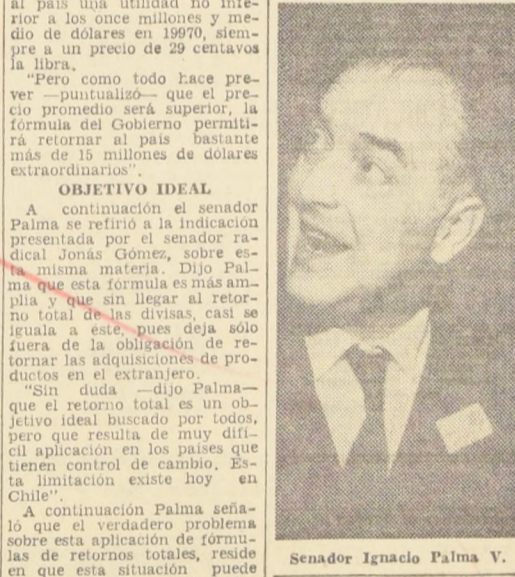 al país una utilidad no infe-
rior a los once millones y me-
dio de dólares en 19970, siem-
pre a un precio de 29 centavos
la libra.
"Pero como todo hace pre-
ver —puntualizó— que el pre-
cio promedio será superior, la
fórmula del Gobierno permiti-
rá retornar al país bastante
más de 15 millones de dólares
extraordinarios".
OBJETIVO IDEAL
A continuación el senador
Palma se refirió a la indicación
presentada por el senador ra-
dical Jonás Gómez, sobre es-
ta misma materia. Dijo Pal-
ma que esta fórmula es más am-
plia y que sin llegar al retor-
no total de las divisas, casi se
iguala a éste, pues deja sólo
fuera de la obligación de re-
tornar las adquisiciones de pro-
ductos en el extranjero.
"Sin duda —dijo Palma—
que el retorno total es un ob-
jetivo ideal buscado por todos,
pero que resulta de muy difí-
cil aplicación en los países que
tienen control de cambio. Es-
ta limitación existe hoy en
Chile".
A continuación Palma seña-
ló que el verdadero problema
sobre esta aplicación de fórmu-
las de retornos totales, reside
en que esta situación puede
Senador Ignacio Palma V.